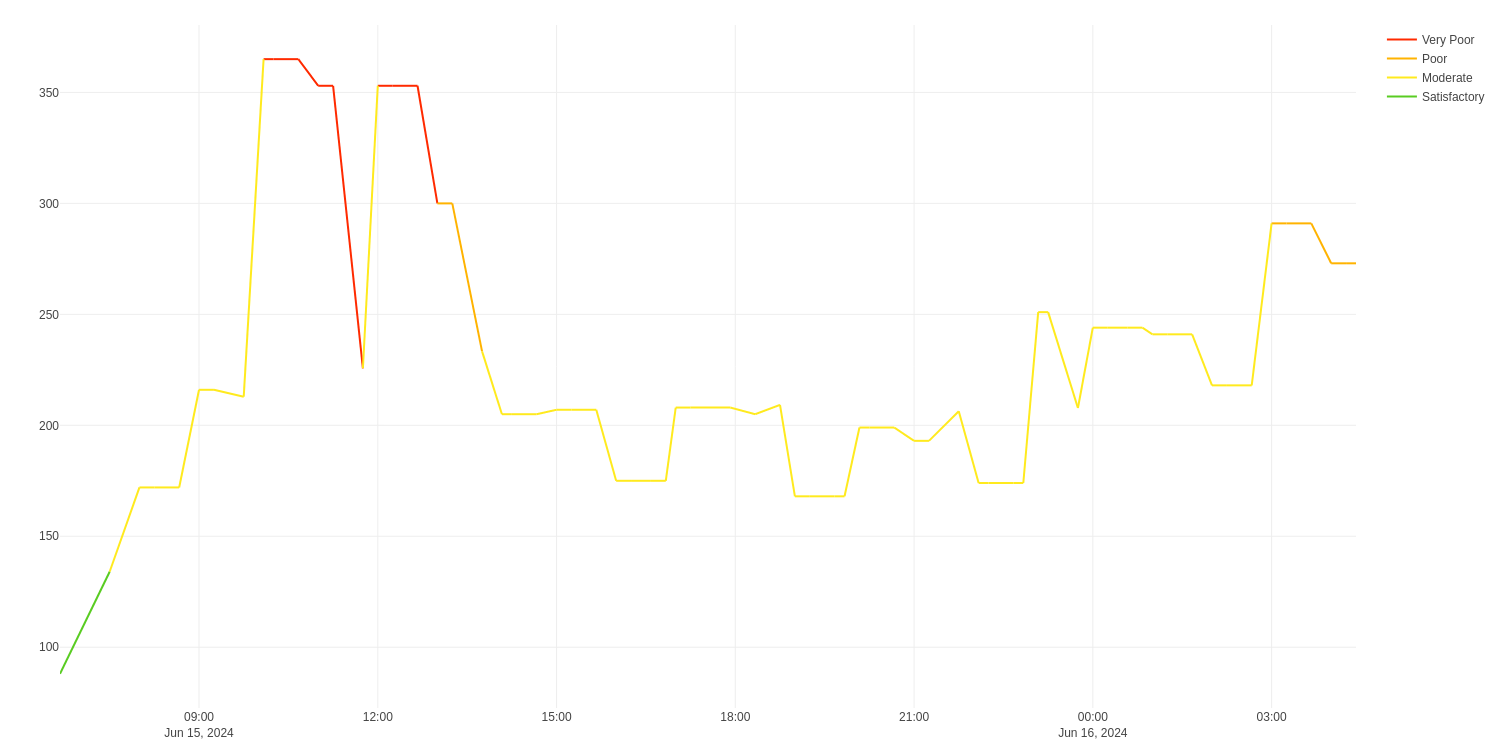 Very Poor
Poor
Moderate
Satisfactory
350
300
250
200
150
100
09:00 12:00 15:00 18:00 21:00 00:00 03:00
Jun 15, 2024 Jun 16, 2024